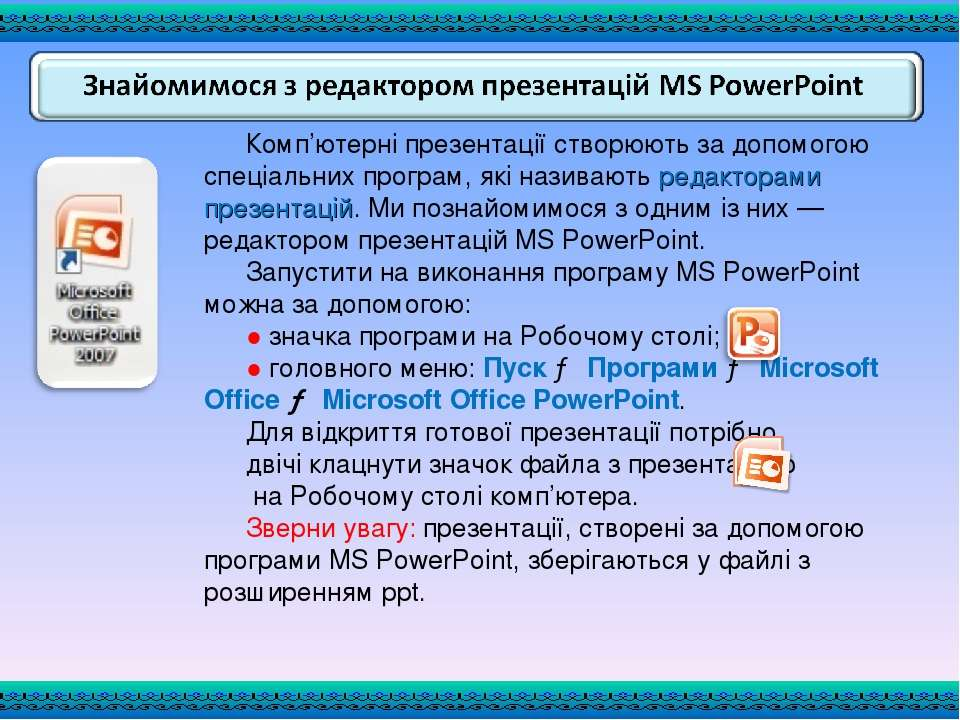 Знайомимося з редактором презентацій MS PowerPoint
Комп’ютерні презентації створюють за допомогою
спеціальних програм, які називають редакторами
презентацій. Ми познайомимося з одним із них —
редактором презентацій MS PowerPoint.
Запустити на виконання програму MS PowerPoint
можна за допомогою:
● значка програми на Робочому столі;
● головного меню: Пуск → Програми → Microsoft
Office → Microsoft Office PowerPoint.
Для відкриття готової презентації потрібно
двічі клацнути значок файла з
на Робочому столі комп’ютера.
Зверни увагу: презентації, створені за допомогою
програми MS PowerPoint, зберігаються у файлі з
розширенням ppt.
Microsoft
Office
PowerPoint
2007